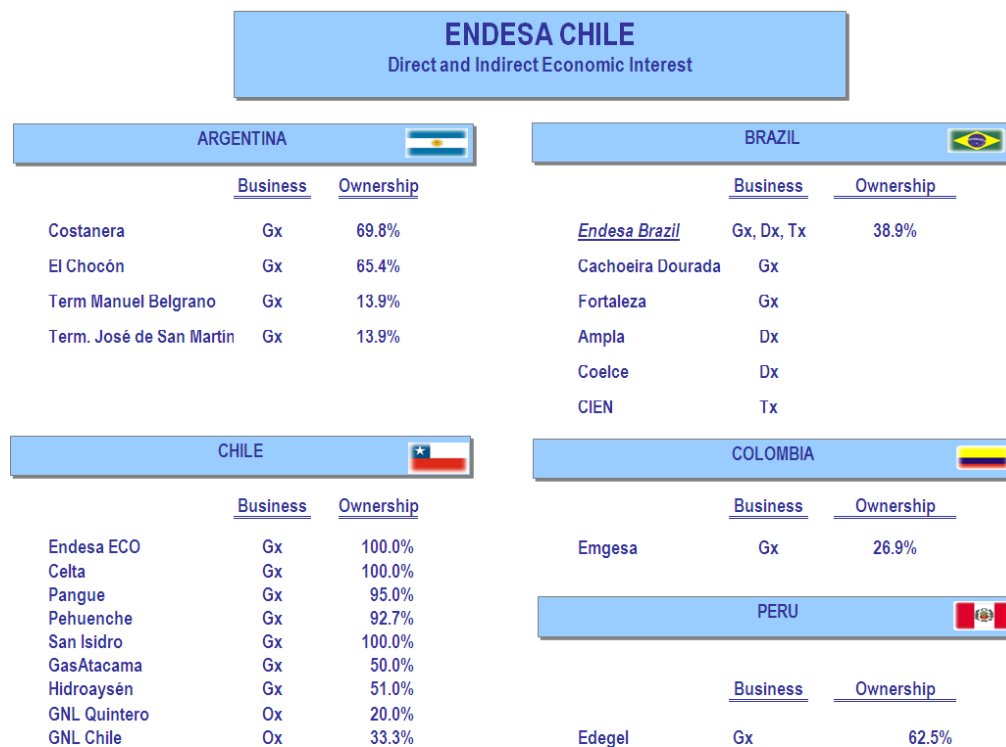 ENDESA CHILE
Direct and Indirect Economic Interest
ARGENTINA
Business Ownership
Costanera Gx 69.8%
El Chocón Gx 65.4%
Term Manuel Belgrano Gx 13.9%
Term. José de San Martín Gx 13.9%
BRAZIL
Business Ownership
Endesa Brazil Gx, Dx, Tx 38.9%
Cachoeira Dourada Gx
Fortaleza Gx
Ampla Dx
Coelce Dx
CIEN Tx
CHILE
Business Ownership
Endesa ECO Gx 100.0%
Celta Gx 100.0%
Pangue Gx 95.0%
Pehuenche Gx 92.7%
San Isidro Gx 100.0%
GasAtacama Gx 50.0%
Hidroaysén Gx 51.0%
GNL Quintero Ox 20.0%
GNL Chile Ox 33.3%
COLOMBIA
Business Ownership
Emgesa Gx 26.9%
PERU
Business Ownership
Edegel Gx 62.5%